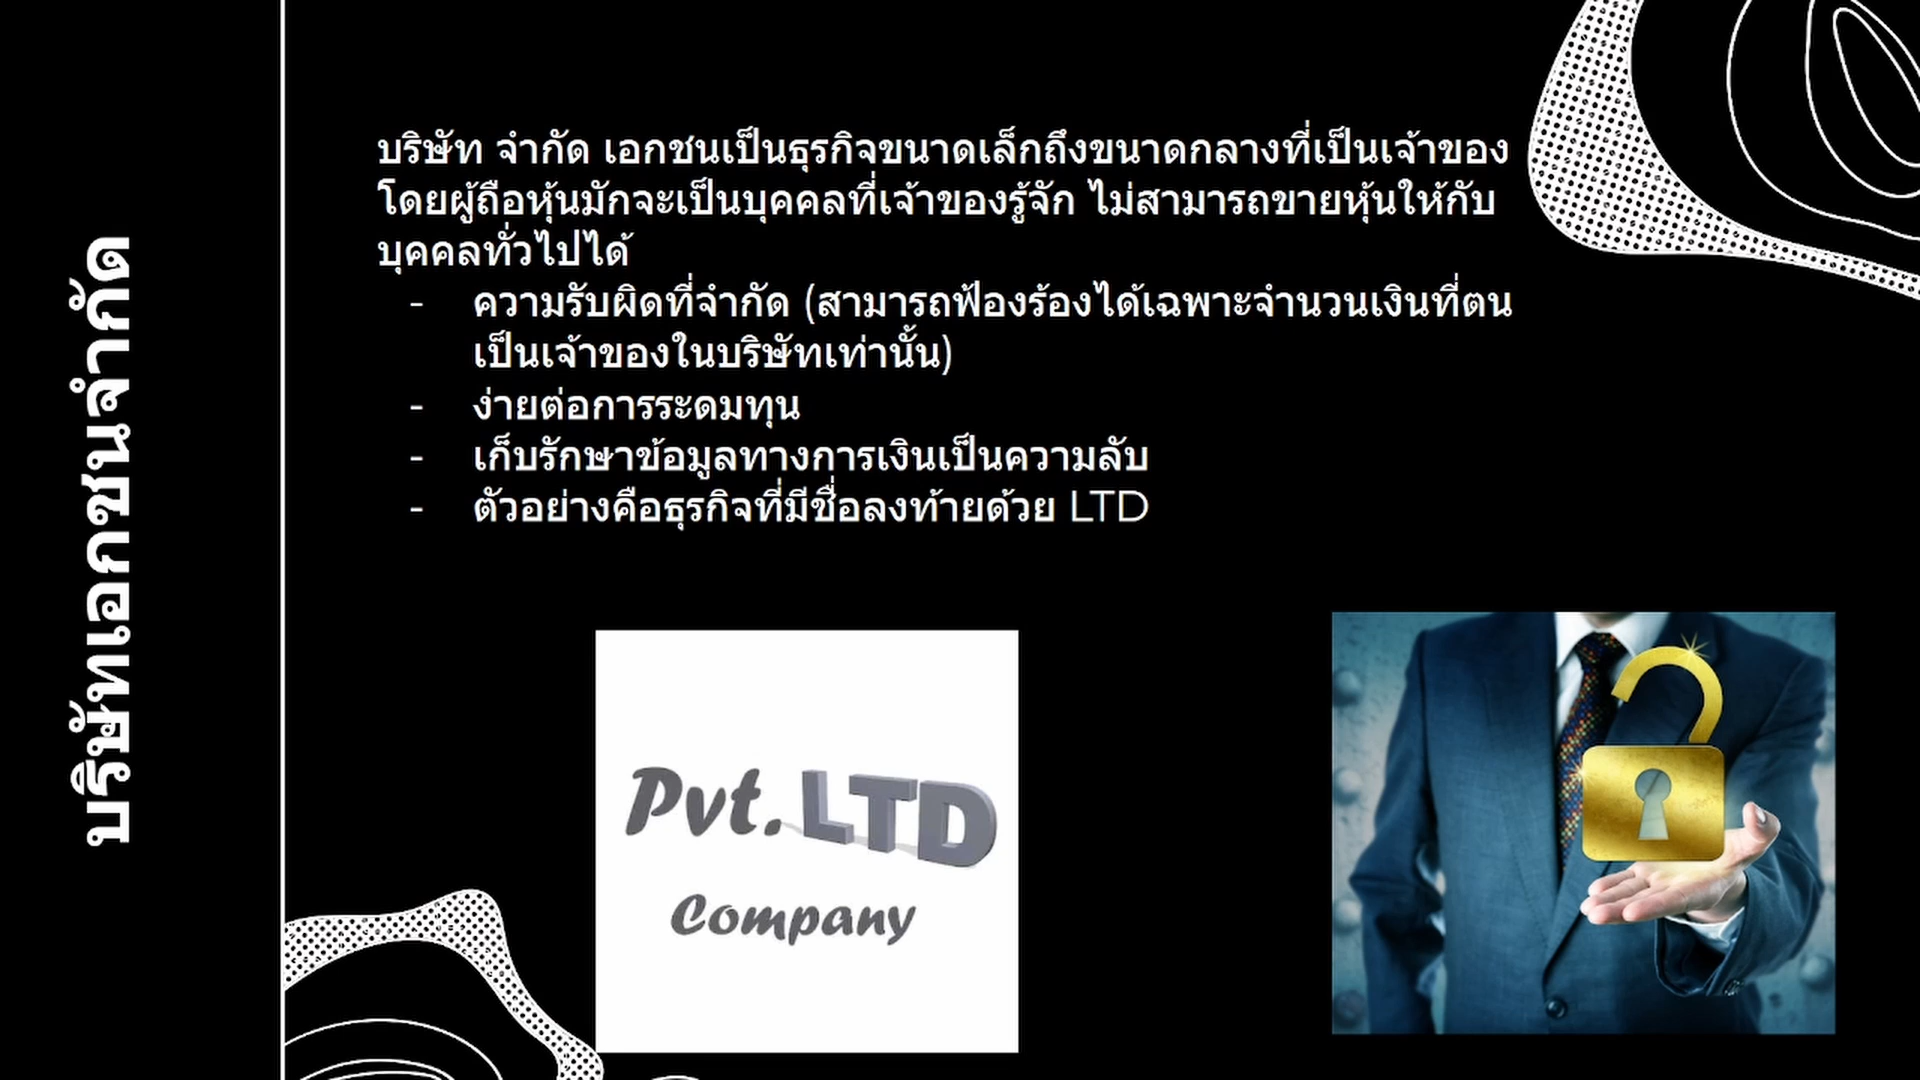 บริษัทเอกชนจำกัด
บริษัท จำกัด เอกชนเป็นธุรกิจขนาดเล็กถึงขนาดกลางที่เป็นเจ้าของ
โดยผู้ถือหุ้นมักจะเป็นบุคคลที่เจ้าของรู้จัก ไม่สามารถขายหุ้นให้กับ
บุคคลทั่วไปได้
- ความรับผิดที่จำกัด (สามารถฟ้องร้องได้เฉพาะจำนวนเงินที่ตน
เป็นเจ้าของในบริษัทเท่านั้น)
- ง่ายต่อการระดมทุน
- เก็บรักษาข้อมูลทางการเงินเป็นความลับ
- ตัวอย่างคือธุรกิจที่มีชื่อลงท้ายด้วย LTD
Pvt. LTD
Company